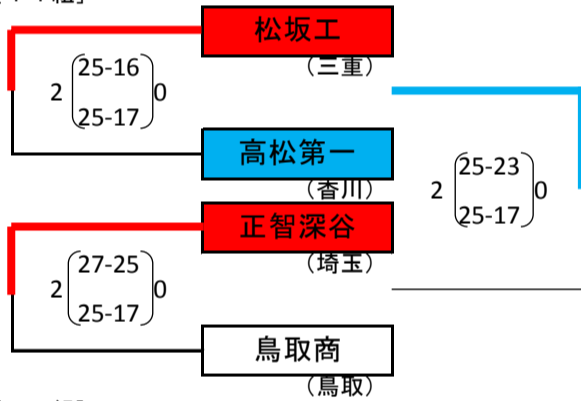 松坂工
(三重)
2 25-16 0
25-17
高松第一
(香川)
2 25-23 0
25-17
正智深谷
(埼玉)
2 27-25 0
25-17
鳥取商
(鳥取)